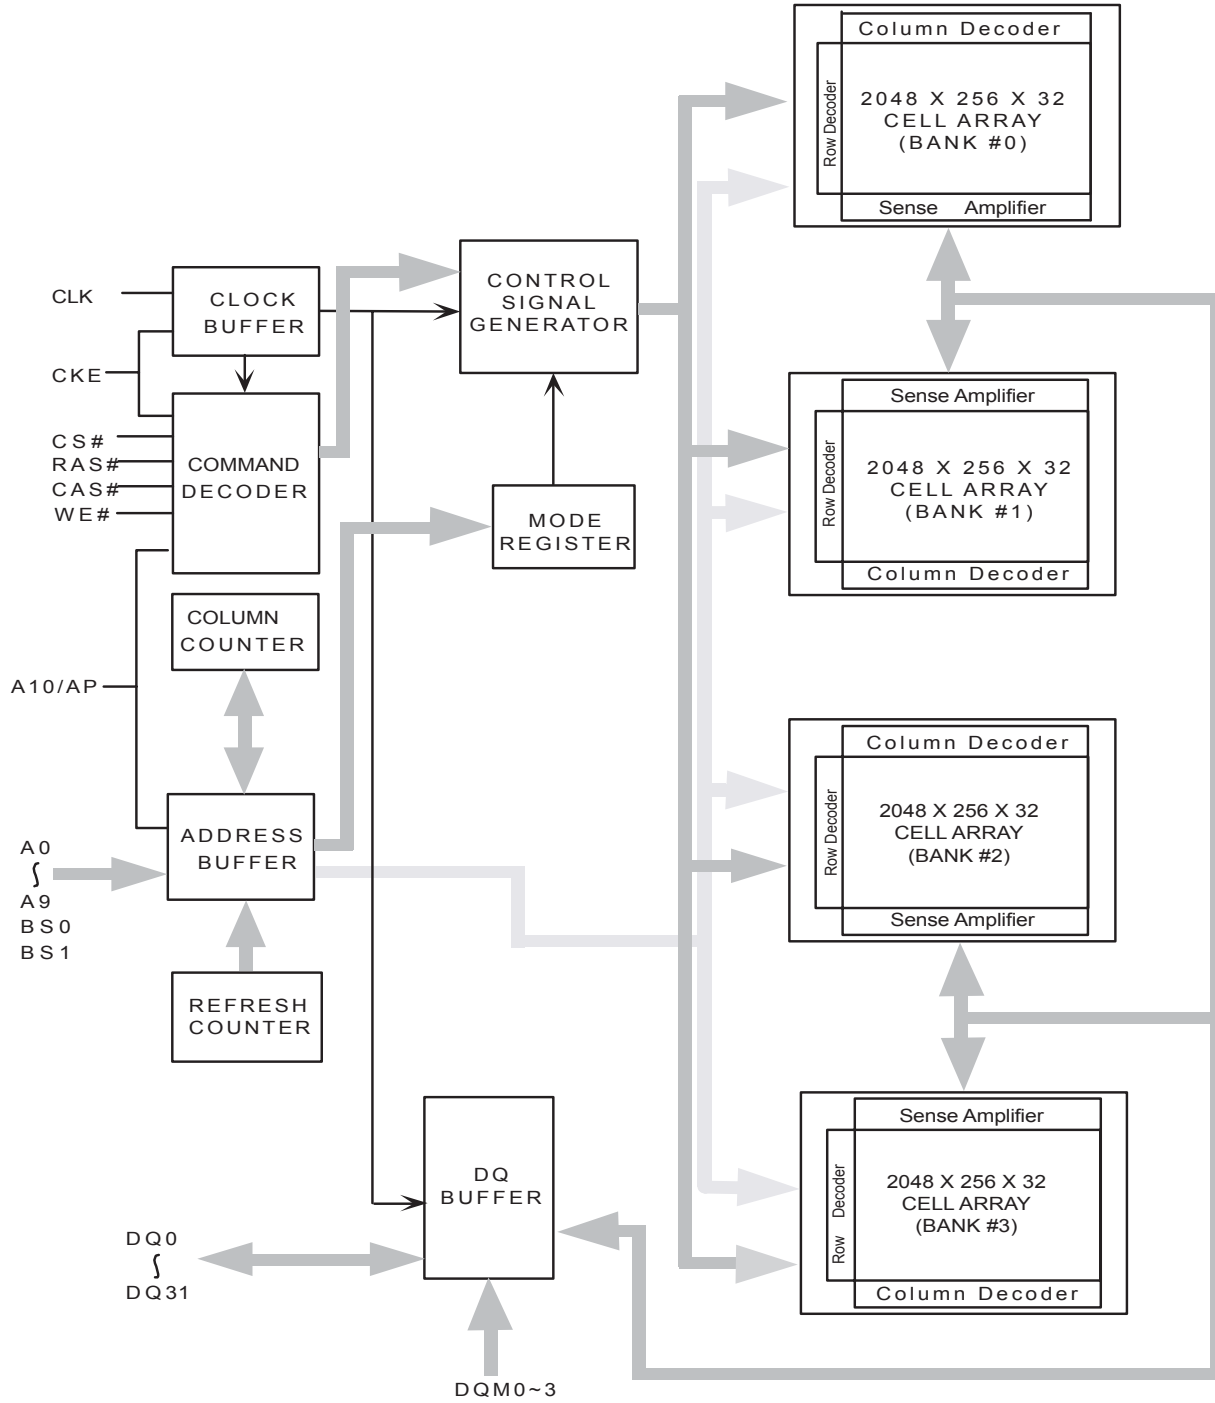 CLK
CKE
CS#
RAS#
CAS#
WE#
A10/AP
A0
A9
BS0
BS1
CLOCK
BUFFER
COMMAND
DECODER
COLUMN
COUNTER
ADDRESS
BUFFER
REFRESH
COUNTER
CONTROL
SIGNAL
GENERATOR
MODE
REGISTER
DQ
BUFFER
DQ0
DQ31
DQM0~3
Column Decoder
Row Decoder
2048 X 256 X 32
CELL ARRAY
(BANK #0)
Sense Amplifier
Sense Amplifier
Row Decoder
2048 X 256 X 32
CELL ARRAY
(BANK #1)
Column Decoder
Column Decoder
Row Decoder
2048 X 256 X 32
CELL ARRAY
(BANK #2)
Sense Amplifier
Sense Amplifier
Row Decoder
2048 X 256 X 32
CELL ARRAY
(BANK #3)
Column Decoder